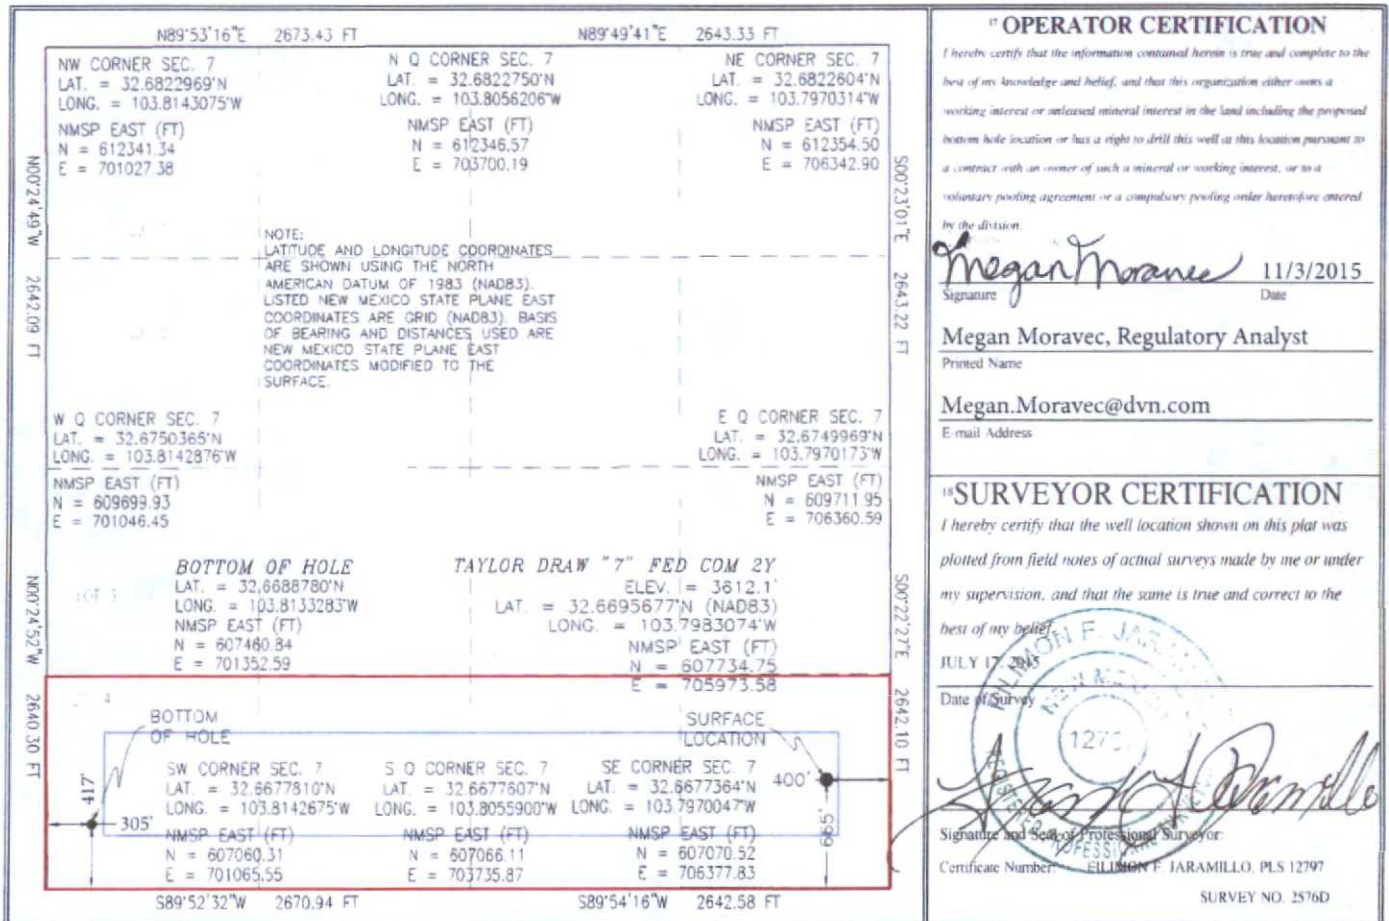 N89°53'16"E 2673.43 FT
N89°49'41"E 2643.33 FT
NW CORNER SEC. 7
LAT. = 32.6822969°N
LONG. = 103.8143075°W
NMSP EAST (FT)
N = 612341.34
E = 701027.38
N Q CORNER SEC. 7
LAT. = 32.6822750°N
LONG. = 103.8056206°W
NMSP EAST (FT)
N = 612346.57
E = 703700.19
NE CORNER SEC. 7
LAT. = 32.6822604°N
LONG. = 103.7970314°W
NMSP EAST (FT)
N = 612354.50
E = 706342.90
N00°24'49"W 2642.09 FT
S00°23'01"E 2643.22 FT
NOTE:
LATITUDE AND LONGITUDE COORDINATES
ARE SHOWN USING THE NORTH
AMERICAN DATUM OF 1983 (NAD83).
LISTED NEW MEXICO STATE PLANE EAST
COORDINATES ARE GRID (NAD83). BASIS
OF BEARING AND DISTANCES USED ARE
NEW MEXICO STATE PLANE EAST
COORDINATES MODIFIED TO THE
SURFACE.
W Q CORNER SEC. 7
LAT. = 32.6750365°N
LONG. = 103.8142876°W
NMSP EAST (FT)
N = 609699.93
E = 701046.45
E Q CORNER SEC. 7
LAT. = 32.6749969°N
LONG. = 103.7970173°W
NMSP EAST (FT)
N = 609711.95
E = 706360.59
N00°24'52"W 2640.30 FT
S00°22'27"E 2642.10 FT
LOT 3
BOTTOM OF HOLE
LAT. = 32.6688780°N
LONG. = 103.8133283°W
NMSP EAST (FT)
N = 607460.84
E = 701352.59
TAYLOR DRAW "7" FED COM 2Y
ELEV. = 3612.1'
LAT. = 32.6695677°N (NAD83)
LONG. = 103.7983074°W
NMSP EAST (FT)
N = 607734.75
E = 705973.58
4
BOTTOM
OF HOLE
SURFACE
LOCATION
417'
305'
400'
665'
SW CORNER SEC. 7
LAT. = 32.6677810°N
LONG. = 103.8142675°W
NMSP EAST (FT)
N = 607060.31
E = 701065.55
S Q CORNER SEC. 7
LAT. = 32.6677607°N
LONG. = 103.8055900°W
NMSP EAST (FT)
N = 607066.11
E = 703735.87
SE CORNER SEC. 7
LAT. = 32.6677364°N
LONG. = 103.7970047°W
NMSP EAST (FT)
N = 607070.52
E = 706377.83
S89°52'32"W 2670.94 FT
S89°54'16"W 2642.58 FT
17 OPERATOR CERTIFICATION
I hereby certify that the information contained herein is true and complete to the
best of my knowledge and belief, and that this organization either owns a
working interest or unleased mineral interest in the land including the proposed
bottom hole location or has a right to drill this well at this location pursuant to
a contract with an owner of such a mineral or working interest, or to a
voluntary pooling agreement or a compulsory pooling order heretofore entered
by the division.
Megan Moravec 11/3/2015
Signature Date
Megan Moravec, Regulatory Analyst
Printed Name
Megan.Moravec@dvn.com
E-mail Address
18 SURVEYOR CERTIFICATION
I hereby certify that the well location shown on this plat was
plotted from field notes of actual surveys made by me or under
my supervision, and that the same is true and correct to the
best of my belief.
JULY 17, 2015
Date of Survey
FILIMON F. JARAMILLO
NEW MEXICO
12797
Signature and Seal of Professional Surveyor:
Certificate Number: FILIMON F. JARAMILLO, PLS 12797
SURVEY NO. 2576D